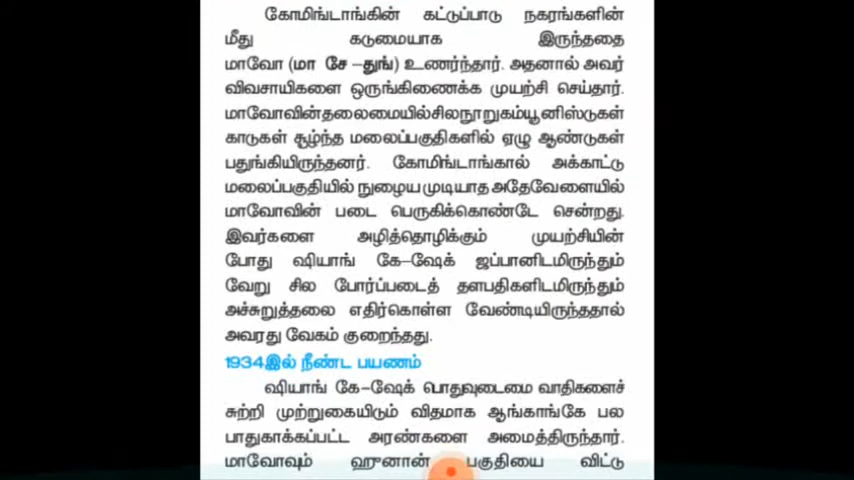 கோமிங்டாங்கின் கட்டுப்பாடு நகரங்களின்
மீது கடுமையாக இருந்ததை
மாவோ (மா சே –துங்) உணர்ந்தார். அதனால் அவர்
விவசாயிகளை ஒருங்கிணைக்க முயற்சி செய்தார்.
மாவோவின்தலைமையில்சிலநூறுகம்யூனிஸ்டுகள்
காடுகள் சூழ்ந்த மலைப்பகுதிகளில் ஏழு ஆண்டுகள்
பதுங்கியிருந்தனர். கோமிங்டாங்கால் அக்காட்டு
மலைப்பகுதியில் நுழைய முடியாத அதேவேளையில்
மாவோவின் படை பெருகிக்கொண்டே சென்றது.
இவர்களை அழித்தொழிக்கும் முயற்சியின்
போது ஷியாங் கே–ஷேக் ஜப்பானிடமிருந்தும்
வேறு சில போர்ப்படைத் தளபதிகளிடமிருந்தும்
அச்சுறுத்தலை எதிர்கொள்ள வேண்டியிருந்ததால்
அவரது வேகம் குறைந்தது.
1934இல் நீண்ட பயணம்
ஷியாங் கே–ஷேக் பொதுவுடைமை வாதிகளைச்
சுற்றி முற்றுகையிடும் விதமாக ஆங்காங்கே பல
பாதுகாக்கப்பட்ட அரண்களை அமைத்திருந்தார்.
மாவோவும் ஹுனான் பகுதியை விட்டு